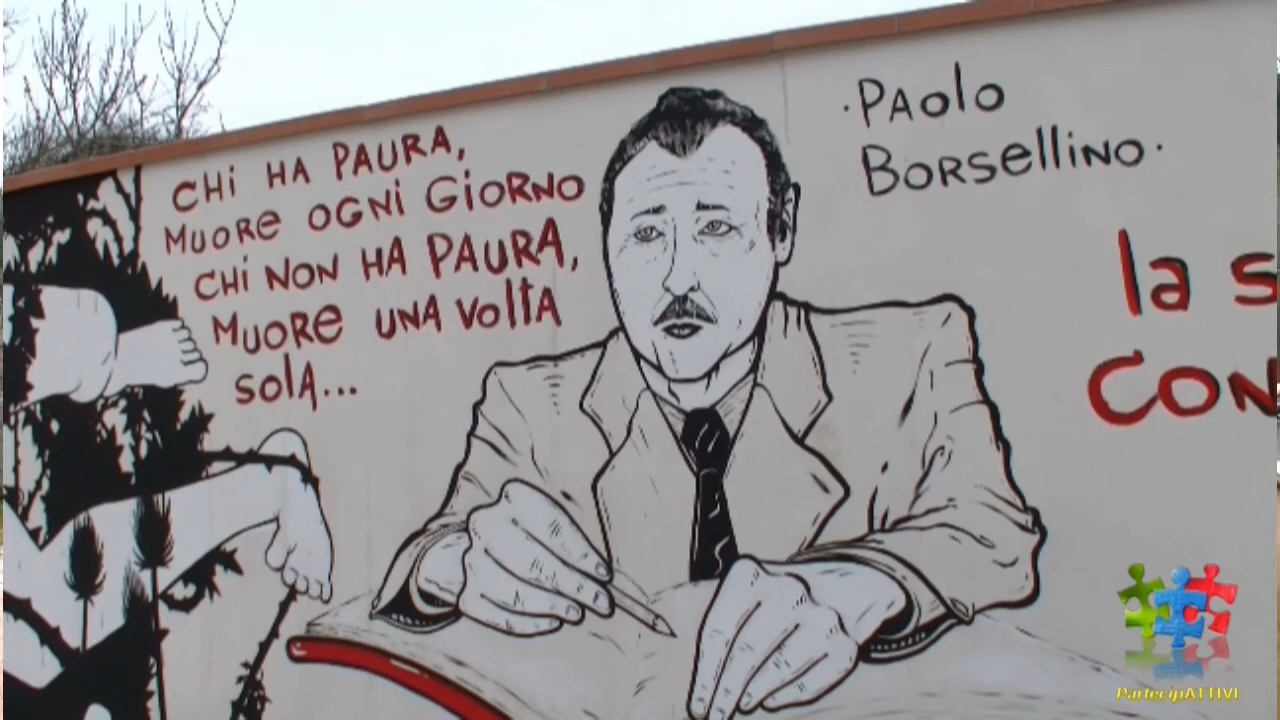 CHi HA PAURA,
MUORe OGNi GiORNO
CHi NON HA PAURA,
MUORe UNA VOLTA
SOLA...
·PAOlO
BORSelliNO·
la s
CON
PartecipATTIVI